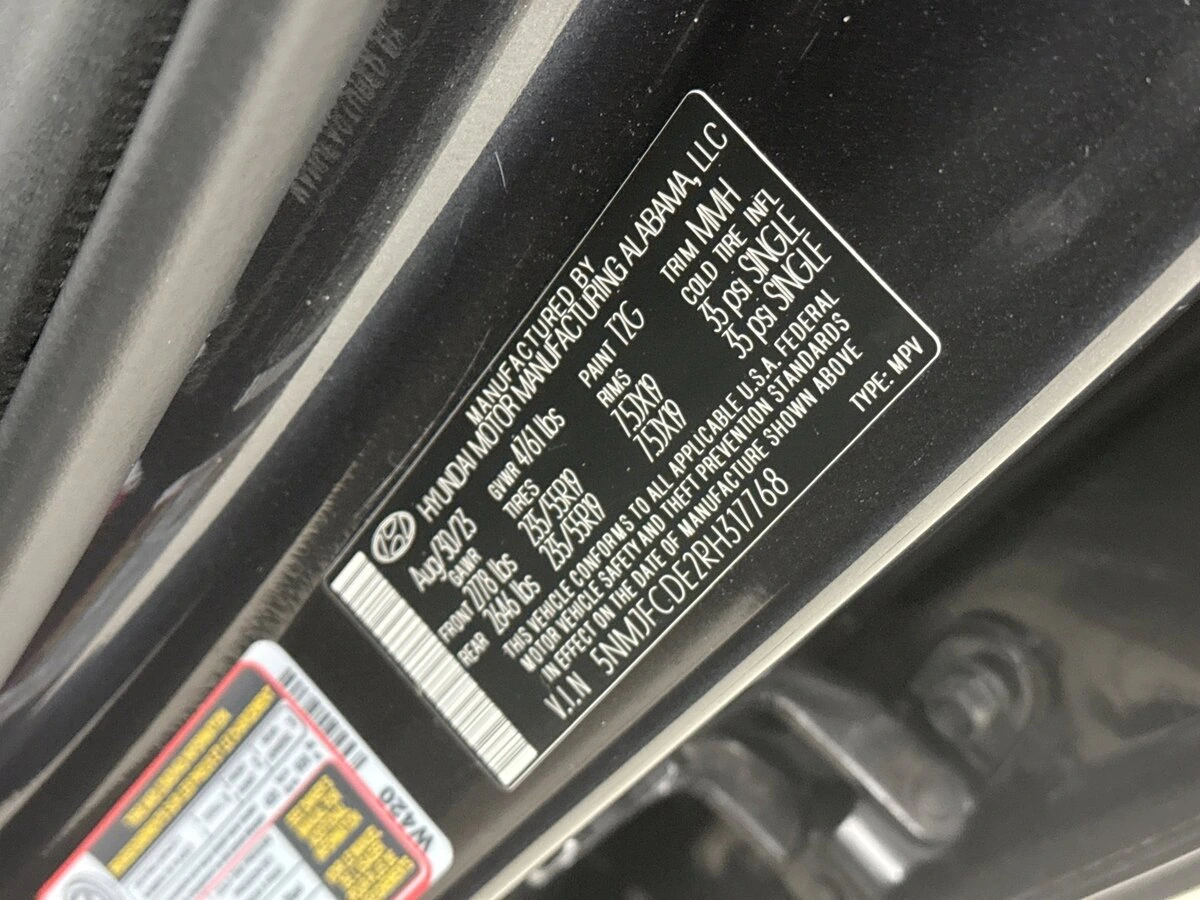 MANUFACTURED BY
HYUNDAI MOTOR MANUFACTURING ALABAMA, LLC
Aug/30/23 GVWR 4761 lbs PAINT T2G TRIM MMH
GAWR TIRES RIMS COLD TIRE INFL
FRONT 2778 lbs 235/55R19 7.5JX19 35 psi SINGLE
REAR 2646 lbs 235/55R19 7.5JX19 35 psi SINGLE
THIS VEHICLE CONFORMS TO ALL APPLICABLE U.S.A. FEDERAL
MOTOR VEHICLE SAFETY AND THEFT PREVENTION STANDARDS
IN EFFECT ON THE DATE OF MANUFACTURE SHOWN ABOVE
V.I.N 5NMJFCDE2RH317768 TYPE: MPV
W420